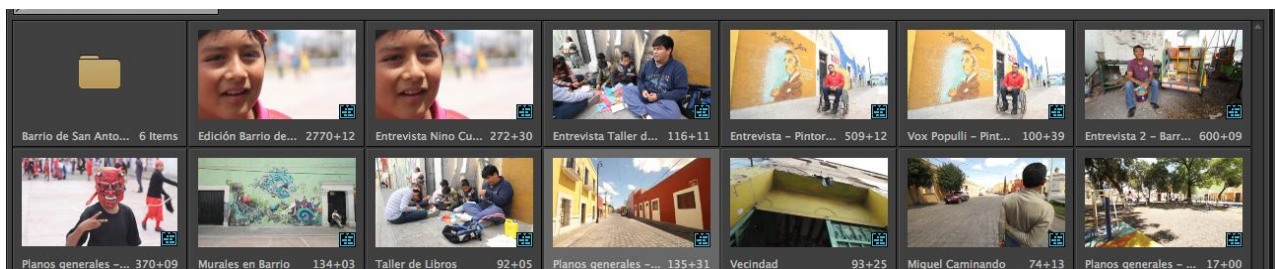 Barrio de San Anto... 6 Items
Edición Barrio de... 2770+12
Entrevista Nino Cu... 272+30
Entrevista Taller d... 116+11
Entrevista – Pintor... 509+12
Vox Populli – Pint... 100+39
Entrevista 2 – Barr... 600+09
Planos generales –... 370+09
Murales en Barrio 134+03
Taller de Libros 92+05
Planos generales –... 135+31
Vecindad 93+25
Miguel Caminando 74+13
Planos generales –... 17+00